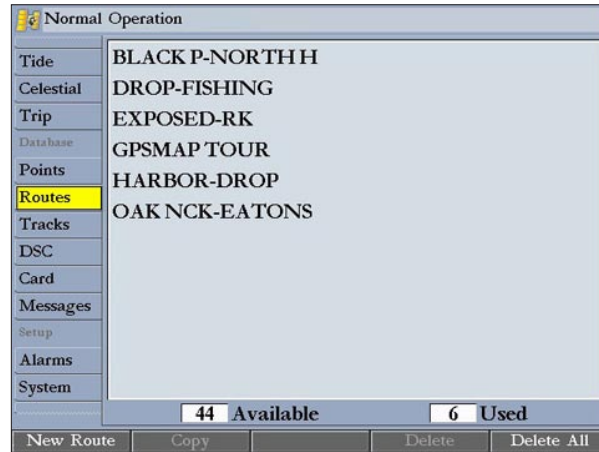 Normal Operation
Tide
Celestial
Trip
Database
Points
Routes
Tracks
DSC
Card
Messages
Setup
Alarms
System
BLACK P-NORTH H
DROP-FISHING
EXPOSED-RK
GPSMAP TOUR
HARBOR-DROP
OAK NCK-EATONS
44 Available 6 Used
New Route Copy Delete Delete All